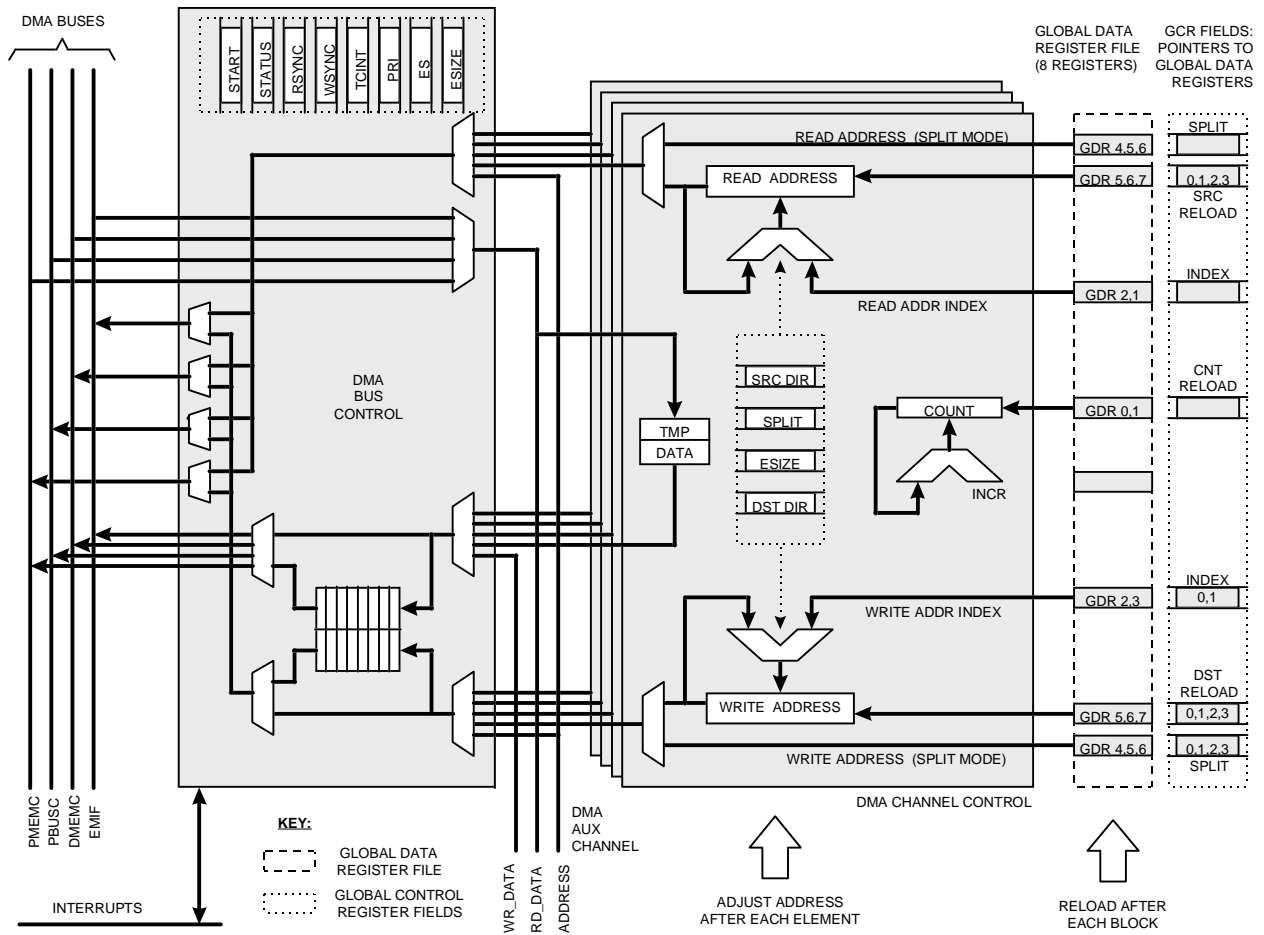 DMA BUSES
START
STATUS
RSYNC
WSYNC
TCINT
PRI
ES
ESIZE
GLOBAL DATA
REGISTER FILE
(8 REGISTERS)
GCR FIELDS:
POINTERS TO
GLOBAL DATA
REGISTERS
READ ADDRESS (SPLIT MODE)
GDR 4,5,6
SPLIT
READ ADDRESS
GDR 5,6,7
0,1,2,3
SRC
RELOAD
READ ADDR INDEX
GDR 2,1
INDEX
DMA
BUS
CONTROL
SRC DIR
SPLIT
ESIZE
DST DIR
TMP
DATA
COUNT
INCR
GDR 0,1
CNT
RELOAD
WRITE ADDR INDEX
GDR 2,3
INDEX
0,1
WRITE ADDRESS
GDR 5,6,7
DST
RELOAD
0,1,2,3
WRITE ADDRESS (SPLIT MODE)
GDR 4,5,6
0,1,2,3
SPLIT
DMA CHANNEL CONTROL
PMEMC
PBUSC
DMEMC
EMIF
KEY:
GLOBAL DATA
REGISTER FILE
GLOBAL CONTROL
REGISTER FIELDS
INTERRUPTS
DMA
AUX
CHANNEL
WR_DATA
RD_DATA
ADDRESS
ADJUST ADDRESS
AFTER EACH ELEMENT
RELOAD AFTER
EACH BLOCK